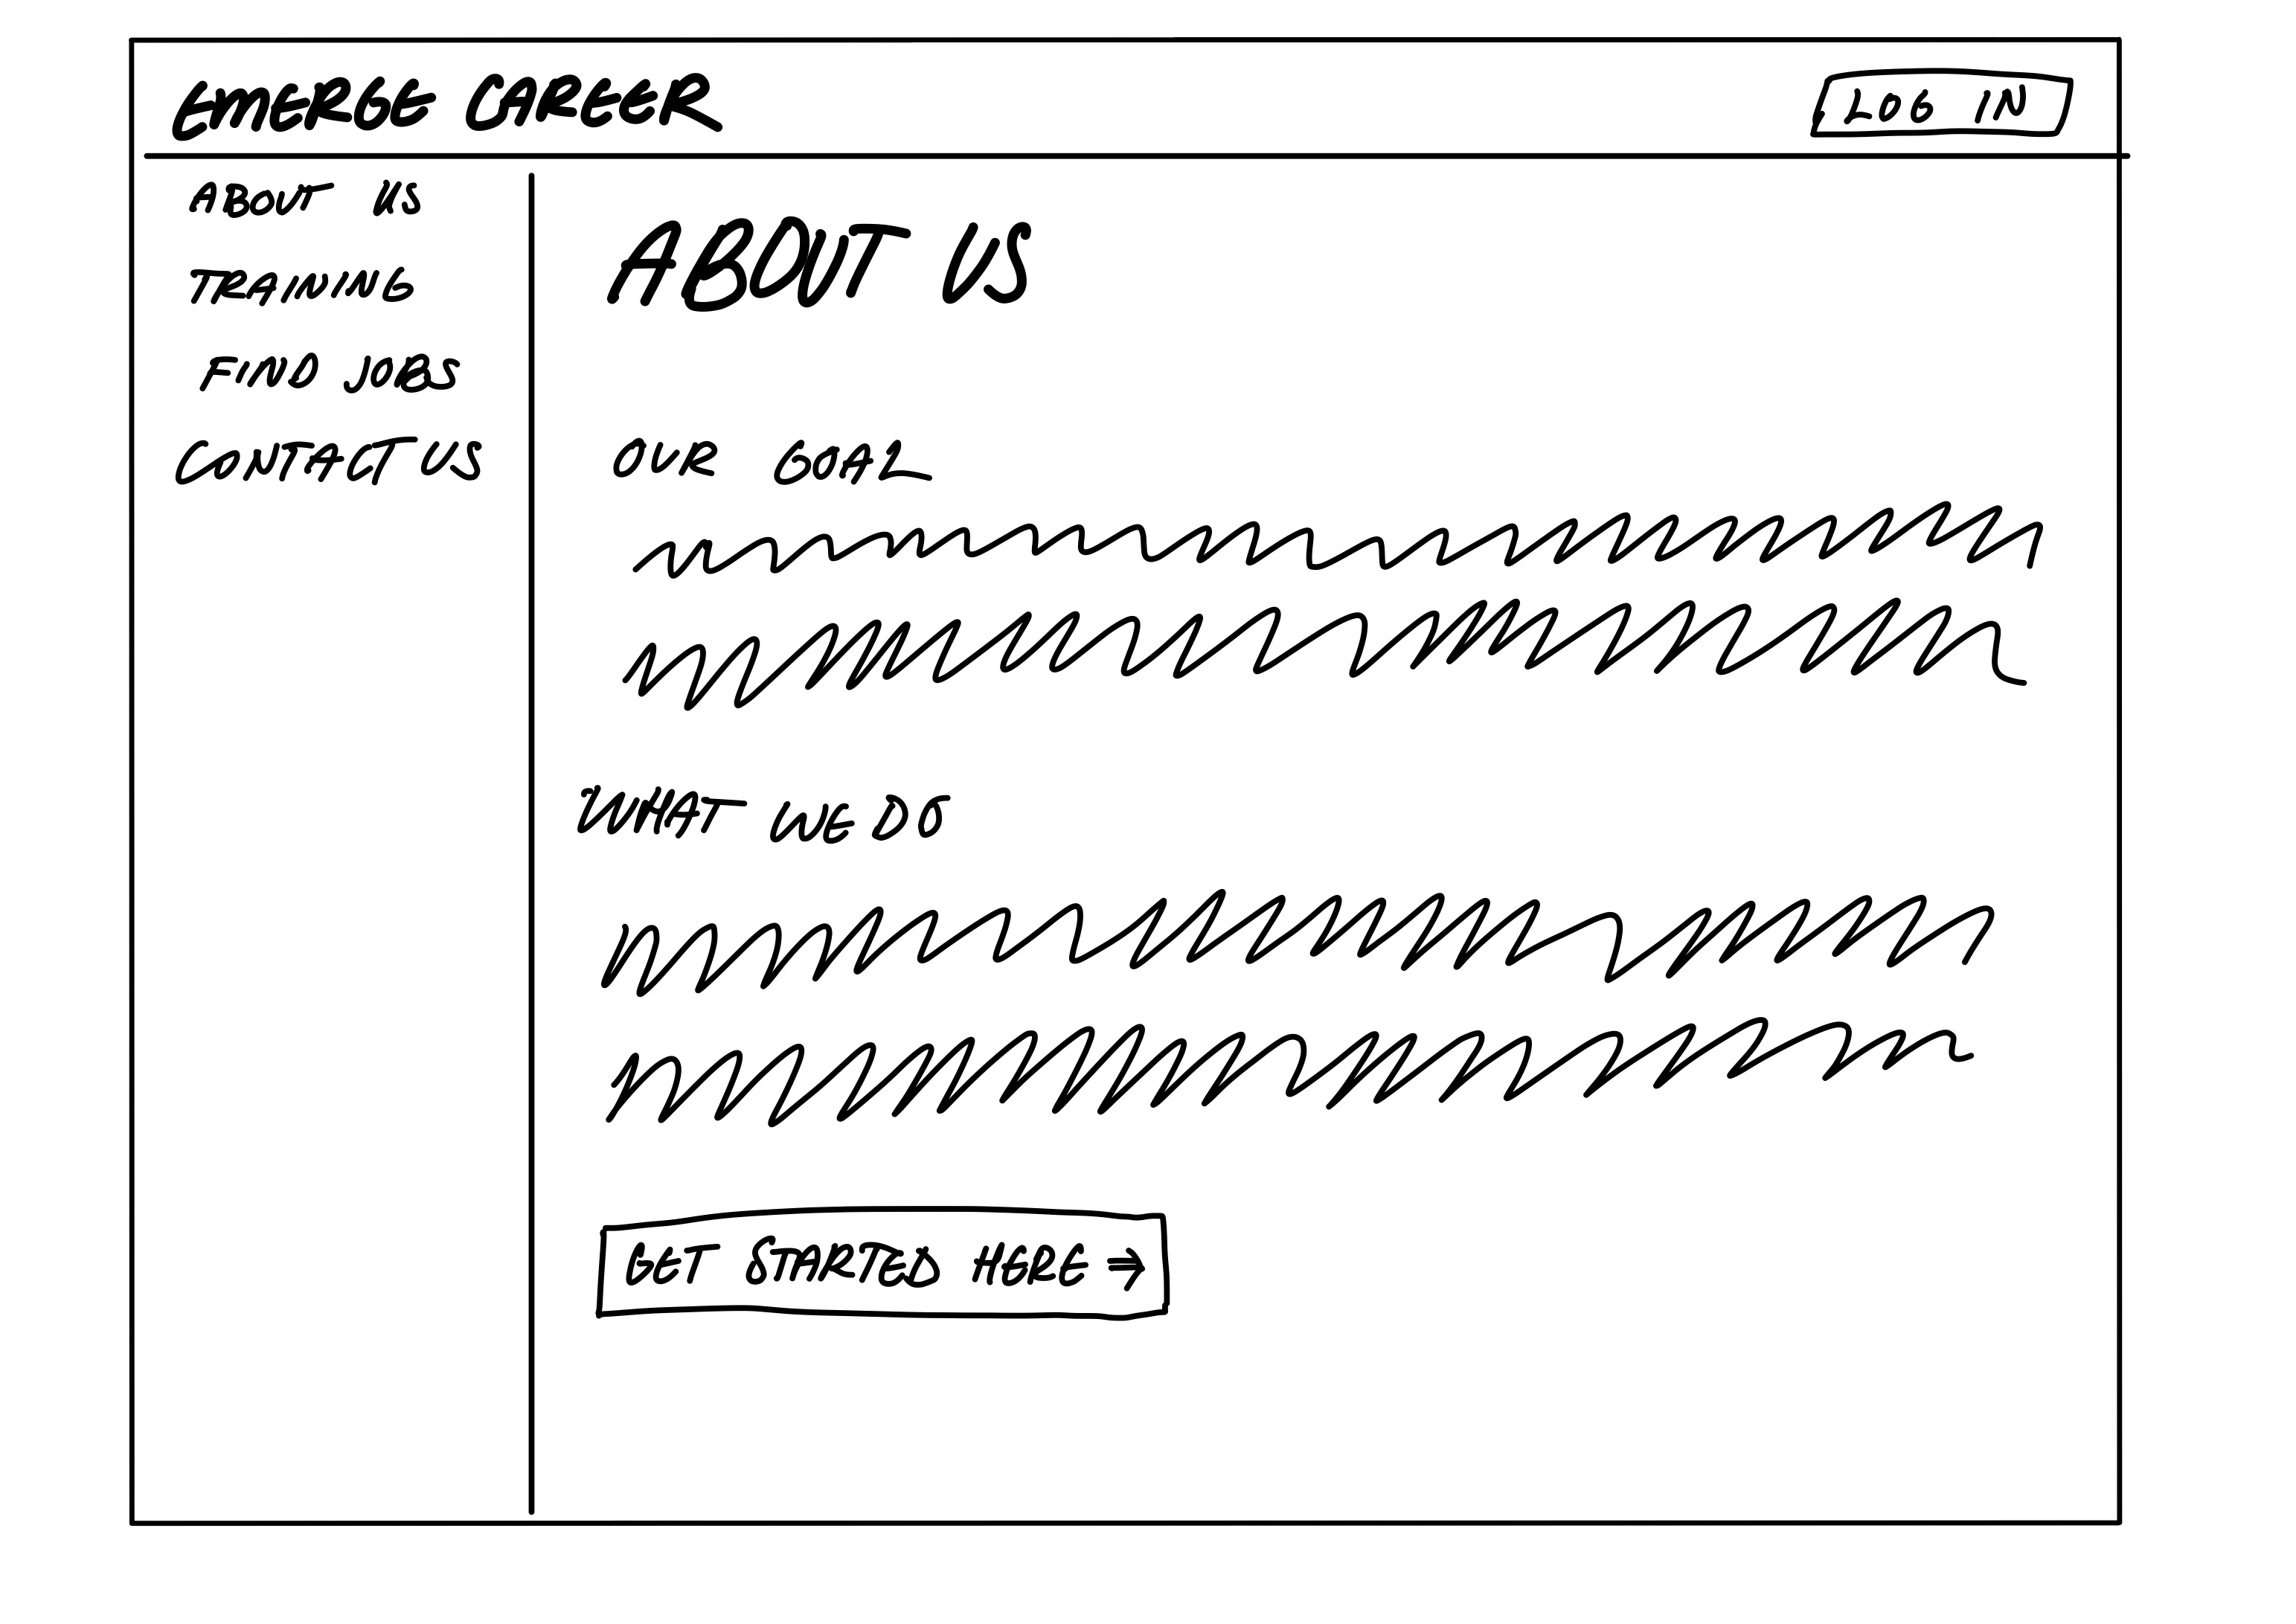 EMERGE CAREER
LOG IN
ABOUT US
TRAINING
FIND JOBS
CONTACT US
ABOUT US
OUR GOAL
WHAT WE DO
GET STARTED HERE →